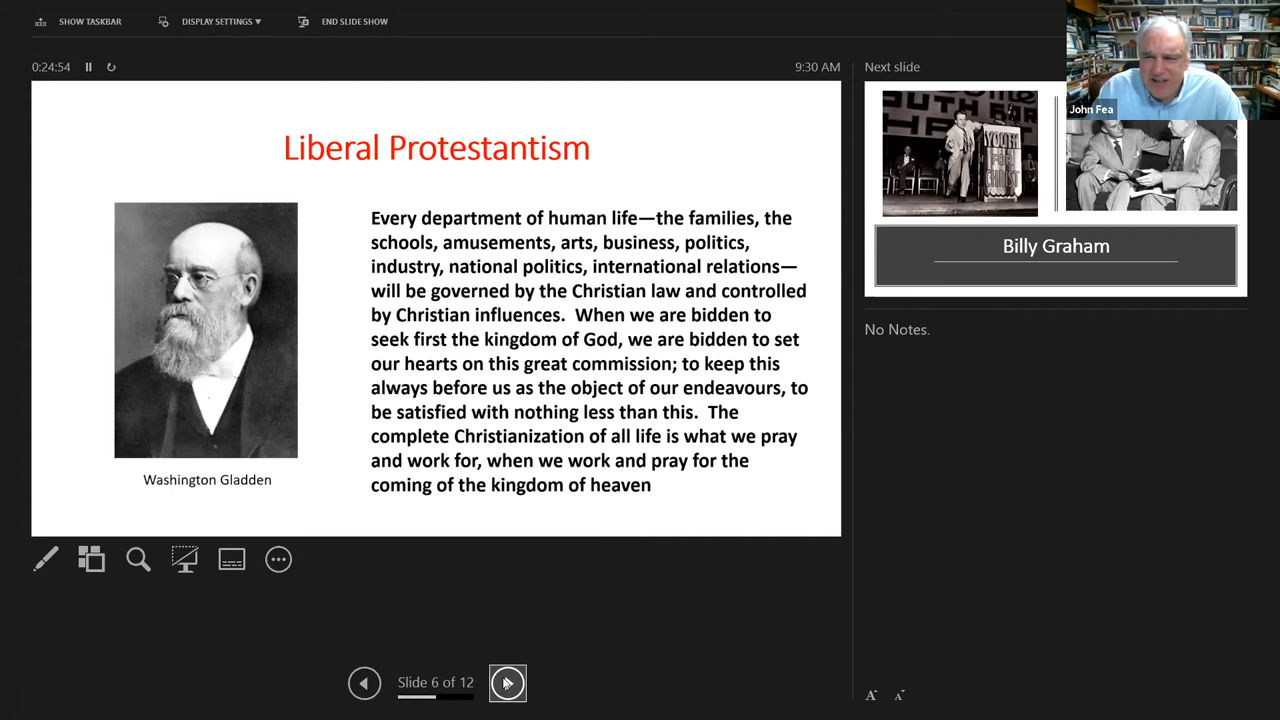 SHOW TASKBAR
DISPLAY SETTINGS ▼
END SLIDE SHOW
0:24:54
9:30 AM
Next slide
John Fea
Liberal Protestantism
Every department of human life—the families, the
schools, amusements, arts, business, politics,
industry, national politics, international relations—
will be governed by the Christian law and controlled
by Christian influences.  When we are bidden to
seek first the kingdom of God, we are bidden to set
our hearts on this great commission; to keep this
always before us as the object of our endeavours, to
be satisfied with nothing less than this.  The
complete Christianization of all life is what we pray
and work for, when we work and pray for the
coming of the kingdom of heaven
Washington Gladden
YOUTH
FOR
CHRIST
Billy Graham
No Notes.
Slide 6 of 12
A
A